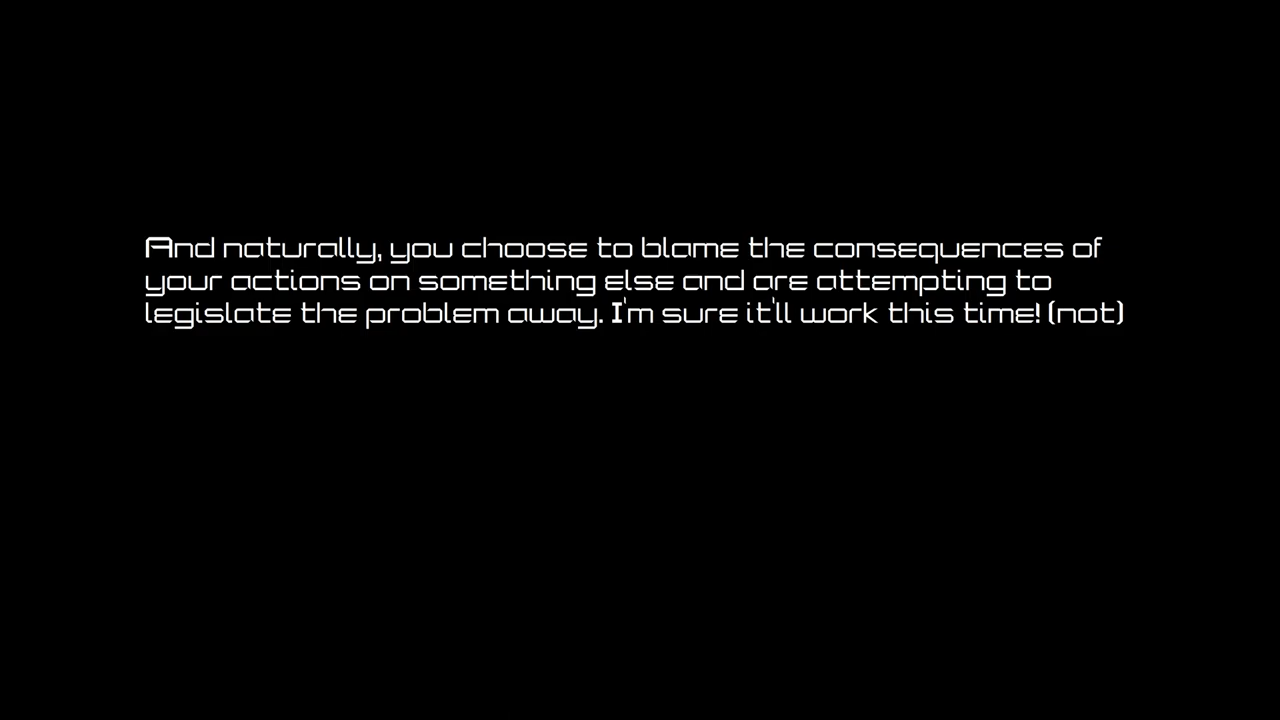 And naturally, you choose to blame the consequences of
your actions on something else and are attempting to
legislate the problem away. I'm sure it'll work this time! (not)